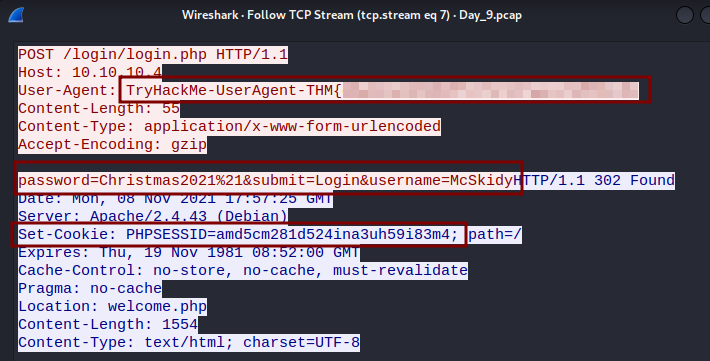 Wireshark · Follow TCP Stream (tcp.stream eq 7) · Day_9.pcap
POST /login/login.php HTTP/1.1
Host: 10.10.10.4
User-Agent: TryHackMe-UserAgent-THM{
Content-Length: 55
Content-Type: application/x-www-form-urlencoded
Accept-Encoding: gzip
password=Christmas2021%21&submit=Login&username=McSkidyHTTP/1.1 302 Found
Date: Mon, 08 Nov 2021 17:57:25 GMT
Server: Apache/2.4.43 (Debian)
Set-Cookie: PHPSESSID=amd5cm281d524ina3uh59i83m4; path=/
Expires: Thu, 19 Nov 1981 08:52:00 GMT
Cache-Control: no-store, no-cache, must-revalidate
Pragma: no-cache
Location: welcome.php
Content-Length: 1554
Content-Type: text/html; charset=UTF-8